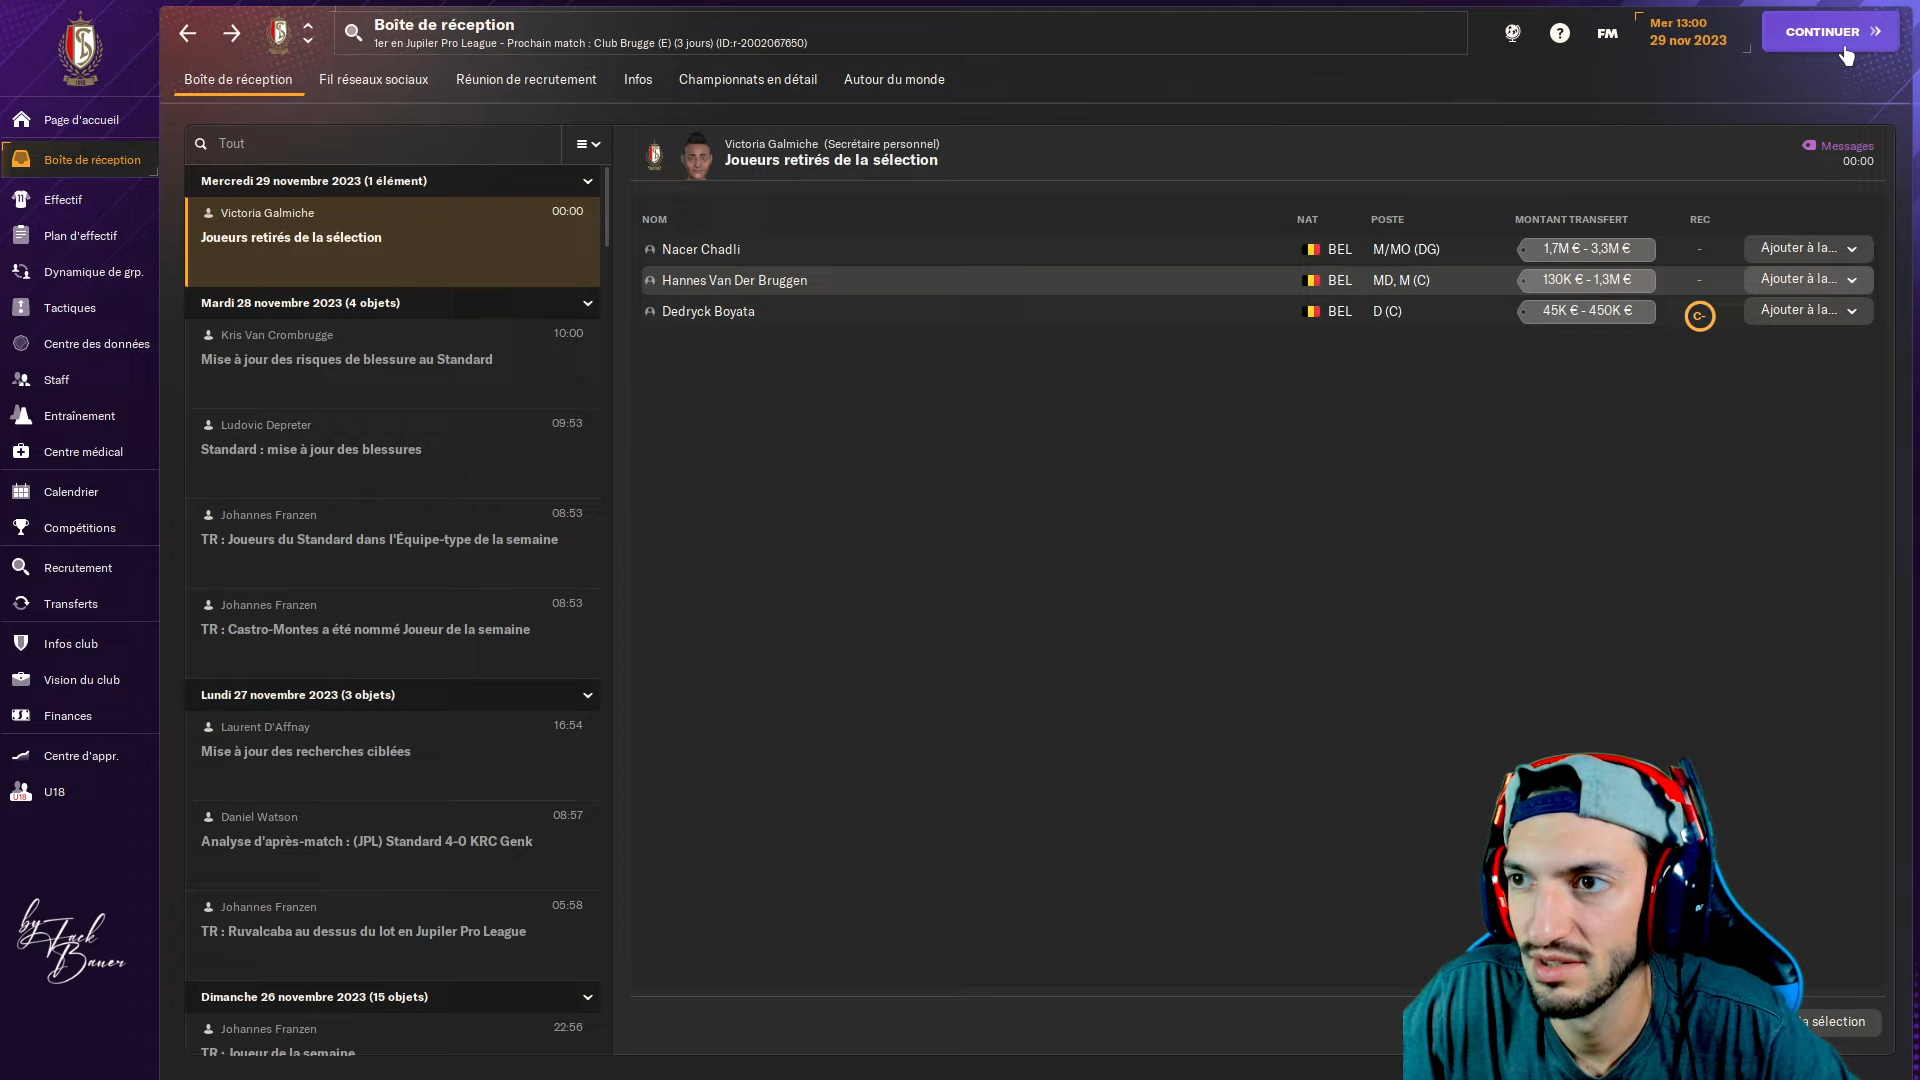 Boîte de réception
1er en Jupiler Pro League - Prochain match : Club Brugge (E) (3 jours) (ID:r-2002067650)
FM
Mer 13:00
29 nov 2023
CONTINUER
Boîte de réception
Fil réseaux sociaux
Réunion de recrutement
Infos
Championnats en détail
Autour du monde
Page d'accueil
Boîte de réception
Effectif
Plan d'effectif
Dynamique de grp.
Tactiques
Centre des données
Staff
Entraînement
Centre médical
Calendrier
Compétitions
Recrutement
Transferts
Infos club
Vision du club
Finances
Centre d'appr.
U18
U18
by Jack Bauer
Tout
Mercredi 29 novembre 2023 (1 élément)
Victoria Galmiche 00:00
Joueurs retirés de la sélection
Mardi 28 novembre 2023 (4 objets)
Kris Van Crombrugge 10:00
Mise à jour des risques de blessure au Standard
Ludovic Depreter 09:53
Standard : mise à jour des blessures
Johannes Franzen 08:53
TR : Joueurs du Standard dans l'Équipe-type de la semaine
Johannes Franzen 08:53
TR : Castro-Montes a été nommé Joueur de la semaine
Lundi 27 novembre 2023 (3 objets)
Laurent D'Affnay 16:54
Mise à jour des recherches ciblées
Daniel Watson 08:57
Analyse d'après-match : (JPL) Standard 4-0 KRC Genk
Johannes Franzen 05:58
TR : Ruvalcaba au dessus du lot en Jupiler Pro League
Dimanche 26 novembre 2023 (15 objets)
Johannes Franzen 22:56
TR : Joueur de la semaine
Victoria Galmiche (Secrétaire personnel)
Joueurs retirés de la sélection
Messages
00:00
NOM NAT POSTE MONTANT TRANSFERT REC
Nacer Chadli BEL M/MO (DG) 1,7M € - 3,3M € - Ajouter à la...
Hannes Van Der Bruggen BEL MD, M (C) 130K € - 1,3M € - Ajouter à la...
Dedryck Boyata BEL D (C) 45K € - 450K € C- Ajouter à la...
la sélection